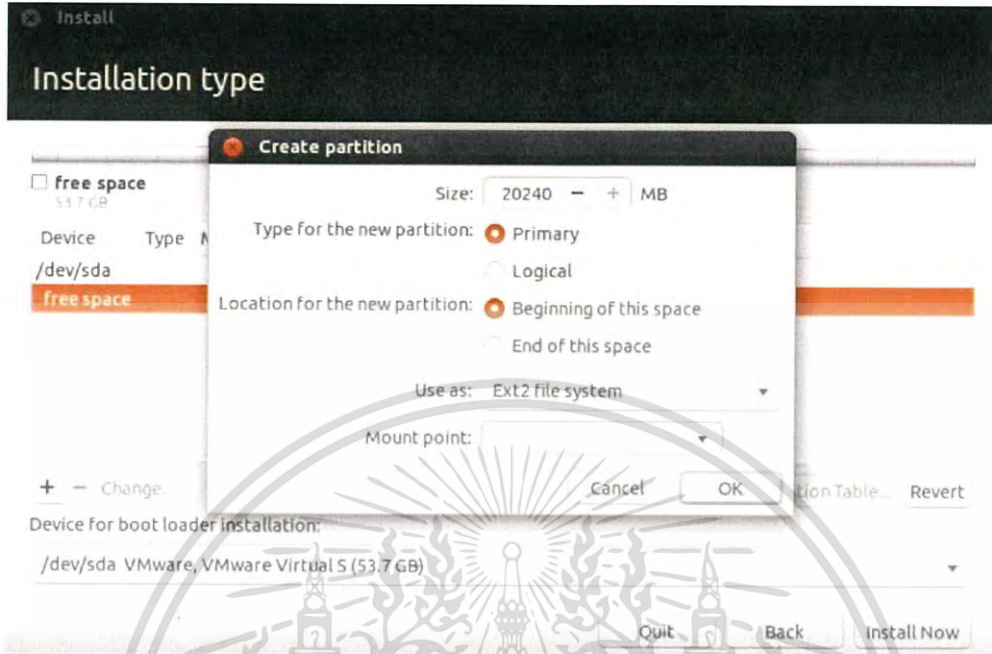 Install
Installation type
Create partition
free space
53.7 GB
Size: 20240 - + MB
Type for the new partition: Primary
Logical
Device Type M
/dev/sda
free space
Location for the new partition: Beginning of this space
End of this space
Use as: Ext2 file system
Mount point:
Cancel OK
+ - Change. tion Table... Revert
Device for boot loader installation:
/dev/sda VMware, VMware Virtual S (53.7 GB)
Quit Back Install Now